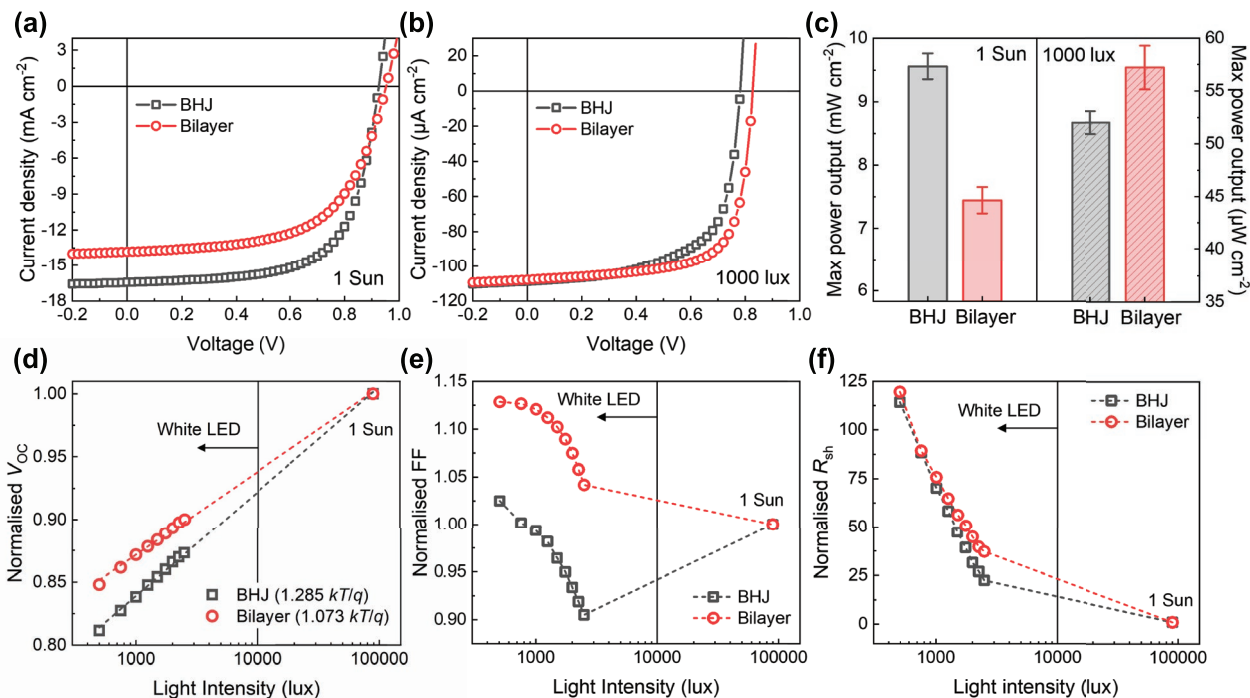 (a)
Current density (mA cm-2)
3
0
-3
-6
-9
-12
-15
-18
BHJ
Bilayer
1 Sun
-0.2 0.0 0.2 0.4 0.6 0.8 1.0
Voltage (V)
(b)
Current density (µA cm-2)
20
0
-20
-40
-60
-80
-100
-120
BHJ
Bilayer
1000 lux
-0.2 0.0 0.2 0.4 0.6 0.8 1.0
Voltage (V)
(c)
Max power output (mW cm-2)
10
9
8
7
6
1 Sun
1000 lux
BHJ Bilayer BHJ Bilayer
60
55
50
45
40
35
Max power output (µW cm-2)
(d)
Normalised VOC
1.00
0.95
0.90
0.85
0.80
White LED
1 Sun
BHJ (1.285 kT/q)
Bilayer (1.073 kT/q)
1000 10000 100000
Light Intensity (lux)
(e)
Normalised FF
1.15
1.10
1.05
1.00
0.95
0.90
White LED
1 Sun
BHJ
Bilayer
1000 10000 100000
Light Intensity (lux)
(f)
Normalised Rsh
125
100
75
50
25
0
BHJ
Bilayer
White LED
1 Sun
1000 10000 100000
Light intensity (lux)